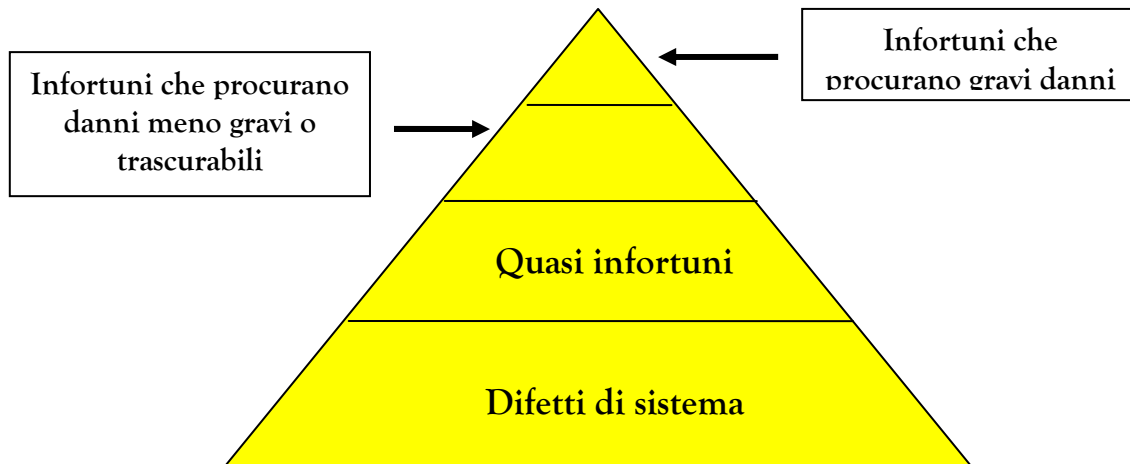 Infortuni che
procurano gravi danni
Infortuni che procurano
danni meno gravi o
trascurabili
Quasi infortuni
Difetti di sistema